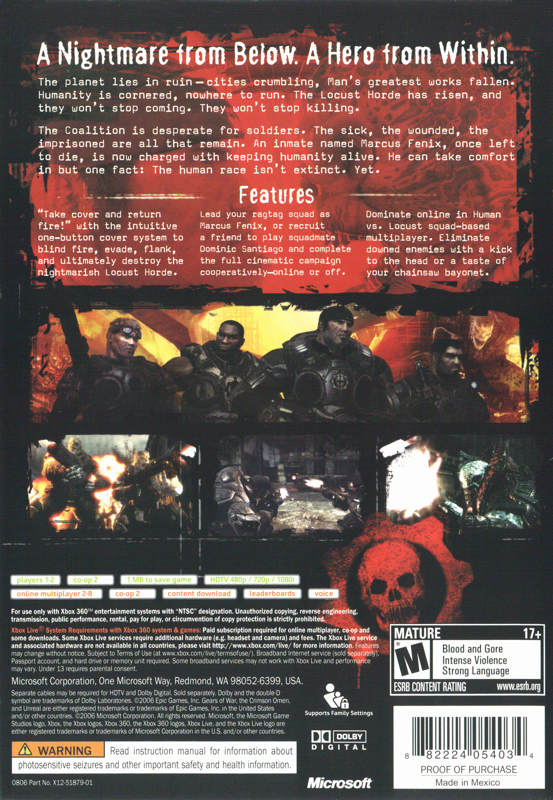 A Nightmare from Below. A Hero from Within.
The planet lies in ruin—cities crumbling, Man's greatest works fallen.
Humanity is cornered, nowhere to run. The Locust Horde has risen, and
they won't stop coming. They won't stop killing.
The Coalition is desperate for soldiers. The sick, the wounded, the
imprisoned are all that remain. An inmate named Marcus Fenix, once left
to die, is now charged with keeping humanity alive. He can take comfort
in but one fact: The human race isn't extinct. Yet.
Features
"Take cover and return
fire!" with the intuitive
one-button cover system to
blind fire, evade, flank,
and ultimately destroy the
nightmarish Locust Horde.
Lead your ragtag squad as
Marcus Fenix, or recruit
a friend to play squadmate
Dominic Santiago and complete
the full cinematic campaign
cooperatively—online or off.
Dominate online in Human
vs. Locust squad-based
multiplayer. Eliminate
downed enemies with a kick
to the head or a taste of
your chainsaw bayonet.
players 1-2 co-op 2 1 MB to save game HDTV 480p / 720p / 1080i
online multiplayer 2-8 co-op 2 content download leaderboards voice
For use only with Xbox 360™ entertainment systems with "NTSC" designation. Unauthorized copying, reverse engineering,
transmission, public performance, rental, pay for play, or circumvention of copy protection is strictly prohibited.
Xbox Live® System Requirements with Xbox 360 system & games: Paid subscription required for online multiplayer, co-op and
some downloads. Some Xbox Live services require additional hardware (e.g. headset and camera) and fees. The Xbox Live service
and associated hardware are not available in all countries, please visit http://www.xbox.com/live/ for more information. Features
may change without notice. Subject to Terms of Use (at www.xbox.com/live/termsofuse/). Broadband internet service (sold separately),
Passport account, and hard drive or memory unit required. Some broadband services may not work with Xbox Live and performance
may vary. Under 13 requires parental consent.
Microsoft Corporation, One Microsoft Way, Redmond, WA 98052-6399, USA.
Separate cables may be required for HDTV and Dolby Digital. Sold separately. Dolby and the double-D
symbol are trademarks of Dolby Laboratories. ©2006 Epic Games, Inc. Gears of War, the Crimson Omen,
and Unreal are either registered trademarks or trademarks of Epic Games, Inc. in the United States
and/or other countries. ©2006 Microsoft Corporation. All rights reserved. Microsoft, the Microsoft Game
Studios logo, Xbox, the Xbox logos, Xbox 360, the Xbox 360 logo, Xbox Live, and the Xbox Live logo are
either registered trademarks or trademarks of Microsoft Corporation in the U.S. and/or other countries.
Supports Family Settings
DOLBY
DIGITAL
WARNING Read instruction manual for information about
photosensitive seizures and other important safety and health information.
0806 Part No. X12-51879-01
Microsoft
MATURE 17+
M
Blood and Gore
Intense Violence
Strong Language
ESRB CONTENT RATING www.esrb.org
8 82224 05403 4
PROOF OF PURCHASE
Made in Mexico